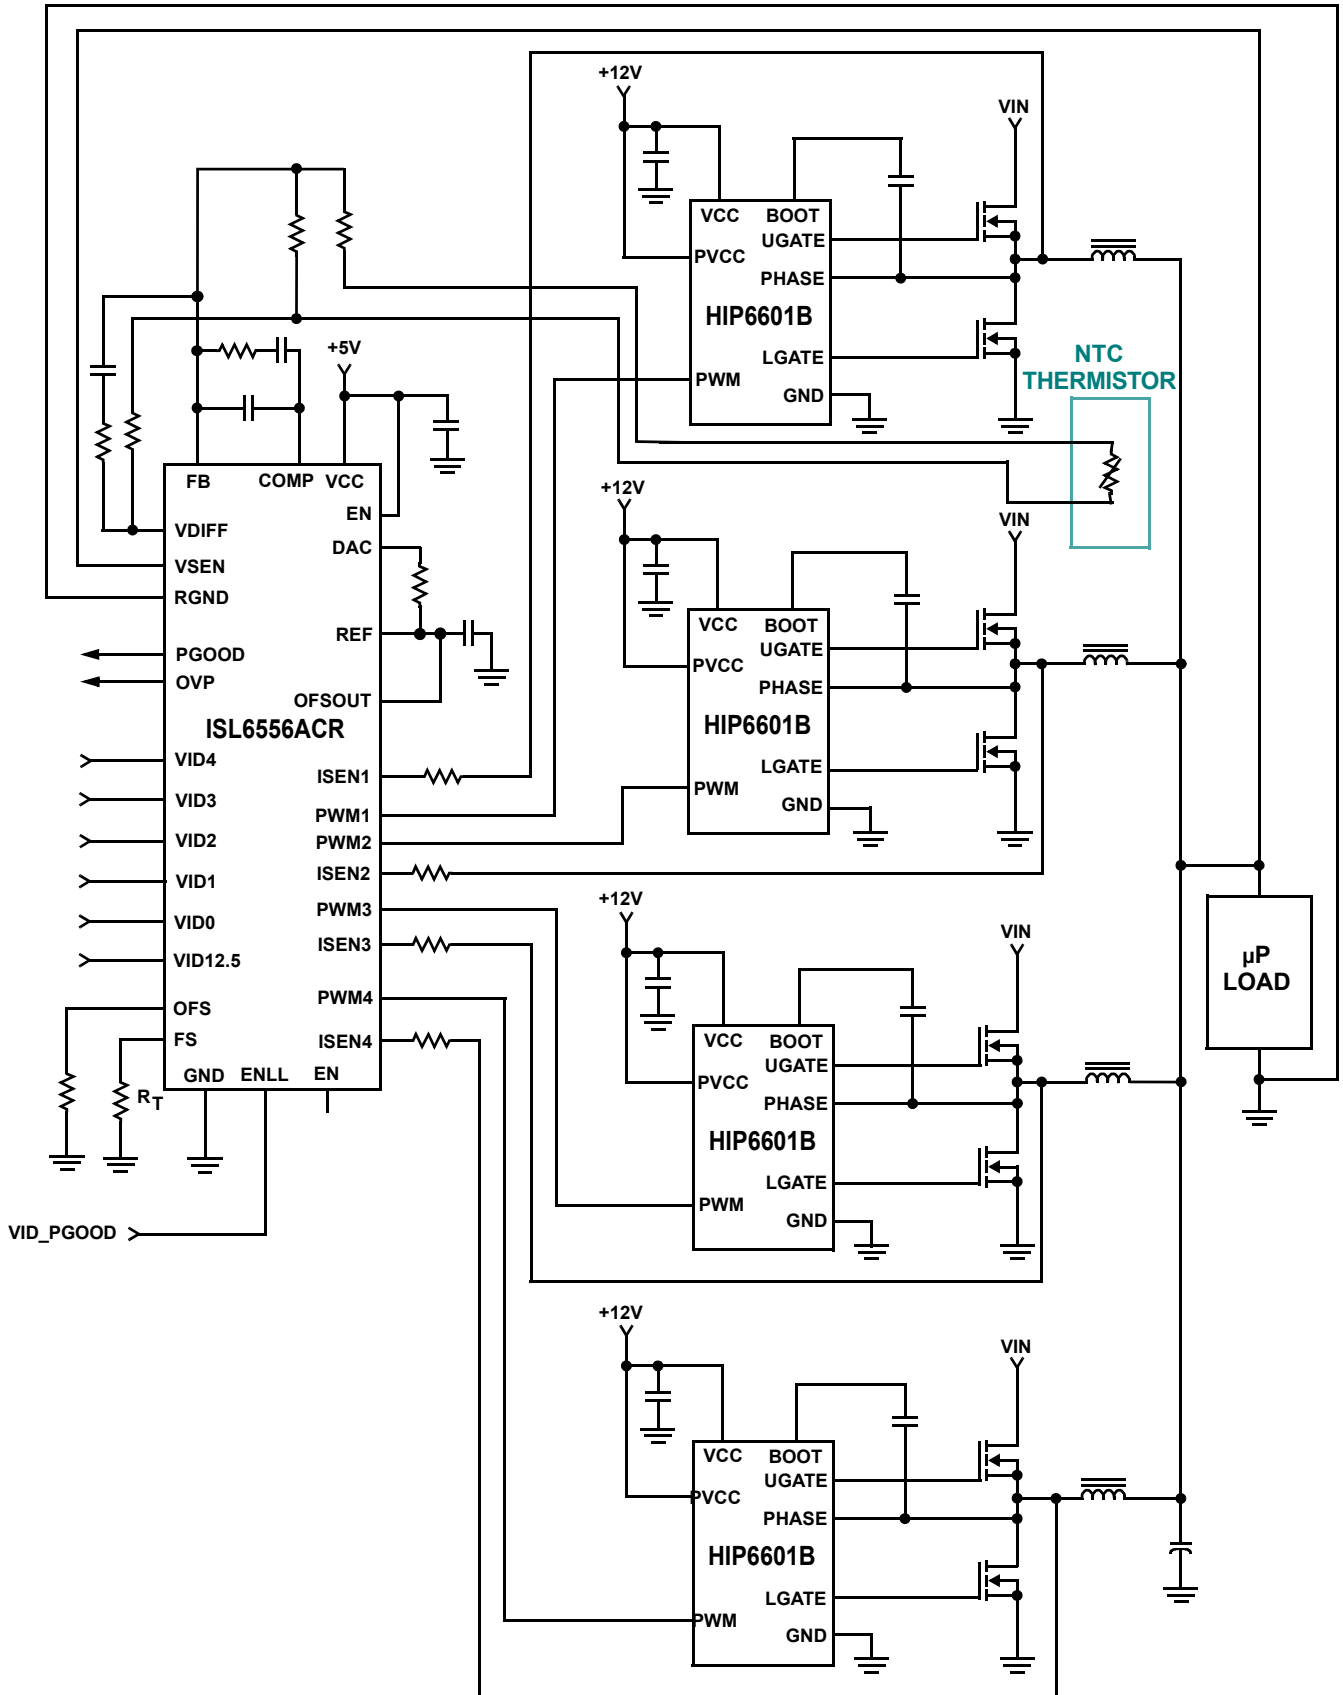 +12V
VIN
VCC
BOOT
UGATE
PVCC
PHASE
HIP6601B
LGATE
PWM
GND
NTC
THERMISTOR
+5V
FB
COMP
VCC
EN
VDIFF
DAC
VSEN
RGND
REF
PGOOD
OVP
OFSOUT
ISL6556ACR
VID4
ISEN1
VID3
PWM1
VID2
PWM2
VID1
ISEN2
VID0
PWM3
VID12.5
ISEN3
OFS
PWM4
FS
ISEN4
GND
ENLL
EN
RT
VID_PGOOD
+12V
VIN
VCC
BOOT
UGATE
PVCC
PHASE
HIP6601B
LGATE
PWM
GND
+12V
VIN
VCC
BOOT
UGATE
PVCC
PHASE
HIP6601B
LGATE
PWM
GND
µP
LOAD
+12V
VIN
VCC
BOOT
UGATE
PVCC
PHASE
HIP6601B
LGATE
PWM
GND